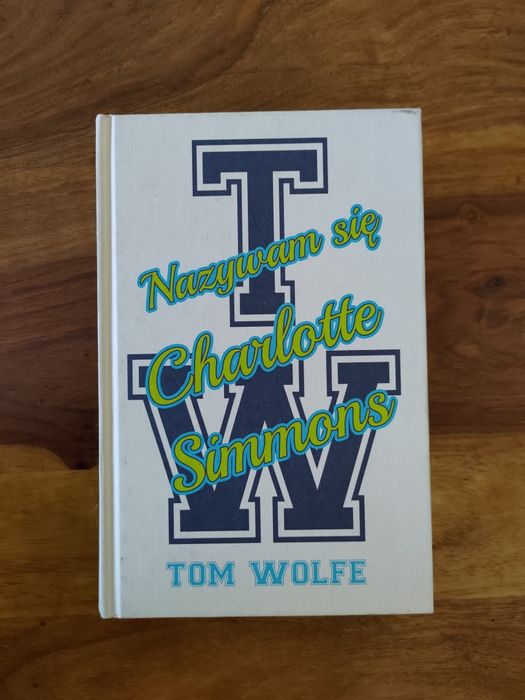 T
Nazywam się
Charlotte
Simmons
W
TOM WOLFE